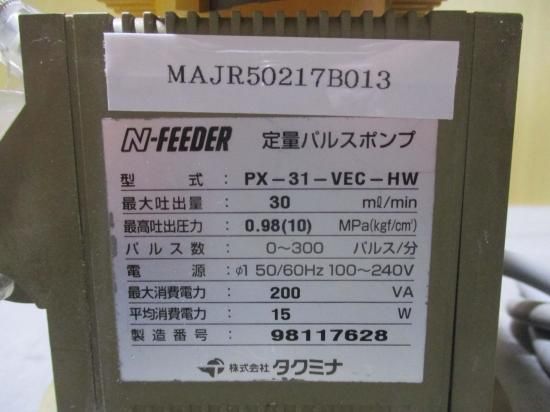 MAJR50217B013
N-FEEDER 定量パルスポンプ
型 式 : PX-31-VEC-HW
最大吐出量 : 30 mℓ/min
最高吐出圧力 : 0.98(10) MPa(kgf/cm²)
パルス数 : 0〜300 パルス/分
電 源 : φ1 50/60Hz 100〜240V
最大消費電力 : 200 VA
平均消費電力 : 15 W
製造番号 : 98117628
株式会社 タクミナ